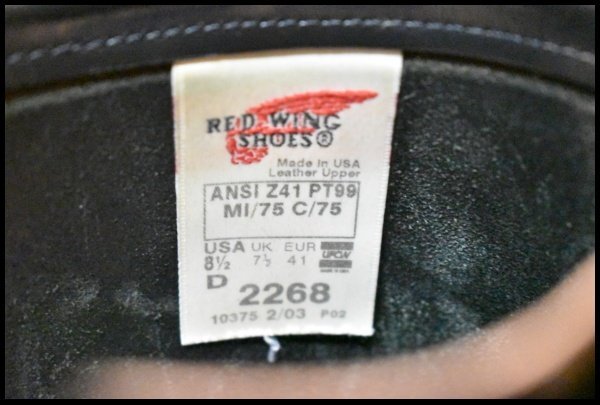 RED WING
SHOES®
Made in USA
Leather Upper
ANSI Z41 PT99
MI/75 C/75
USA UK EUR
8½ 7½ 41
UPON
D
2268
10375 2/03 P02